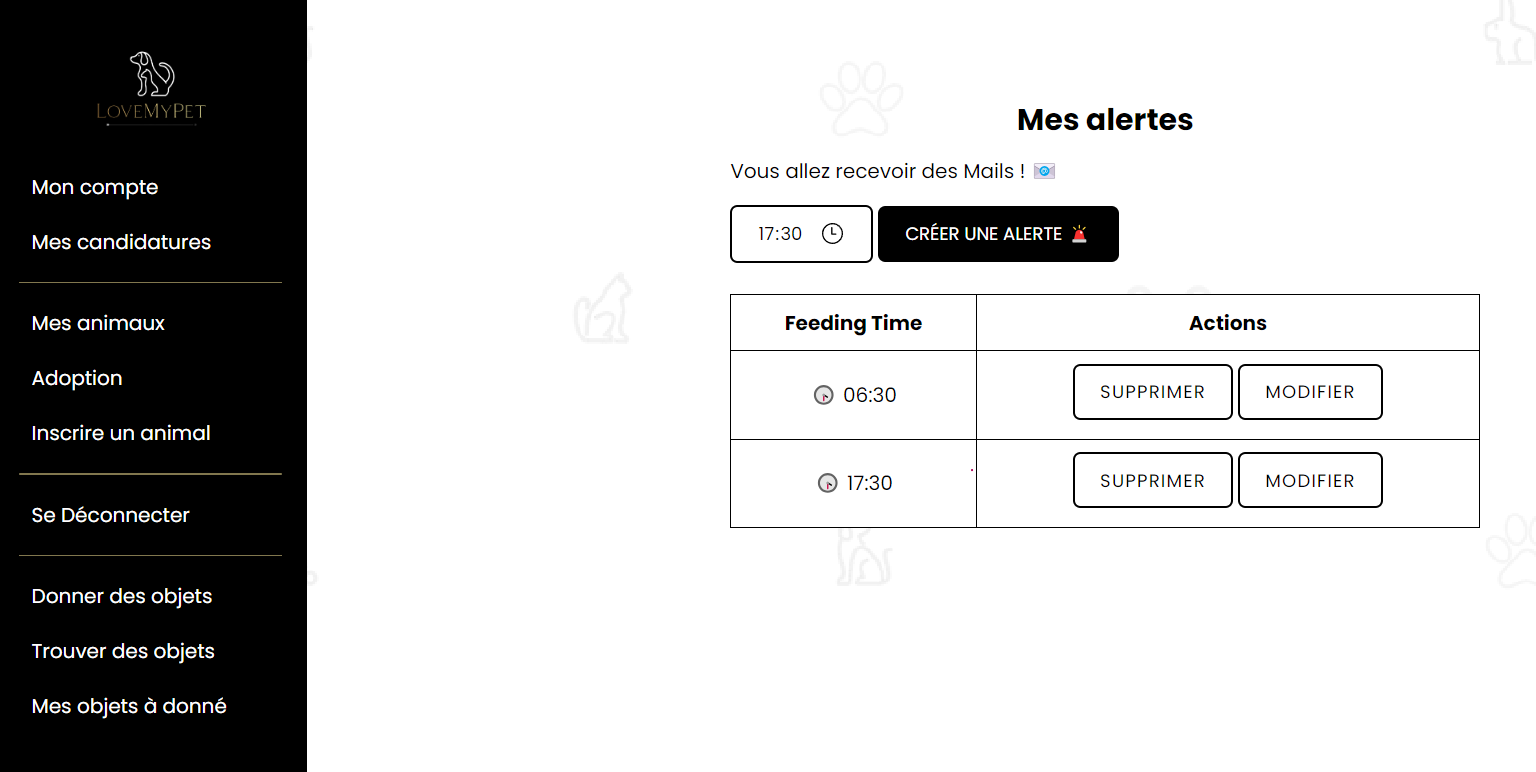 LOVEMYPET
Mon compte
Mes candidatures
Mes animaux
Adoption
Inscrire un animal
Se Déconnecter
Donner des objets
Trouver des objets
Mes objets à donné
Mes alertes
Vous allez recevoir des Mails ! 📧
17:30
CRÉER UNE ALERTE 🚨
Feeding Time Actions
06:30 SUPPRIMER MODIFIER
17:30 SUPPRIMER MODIFIER